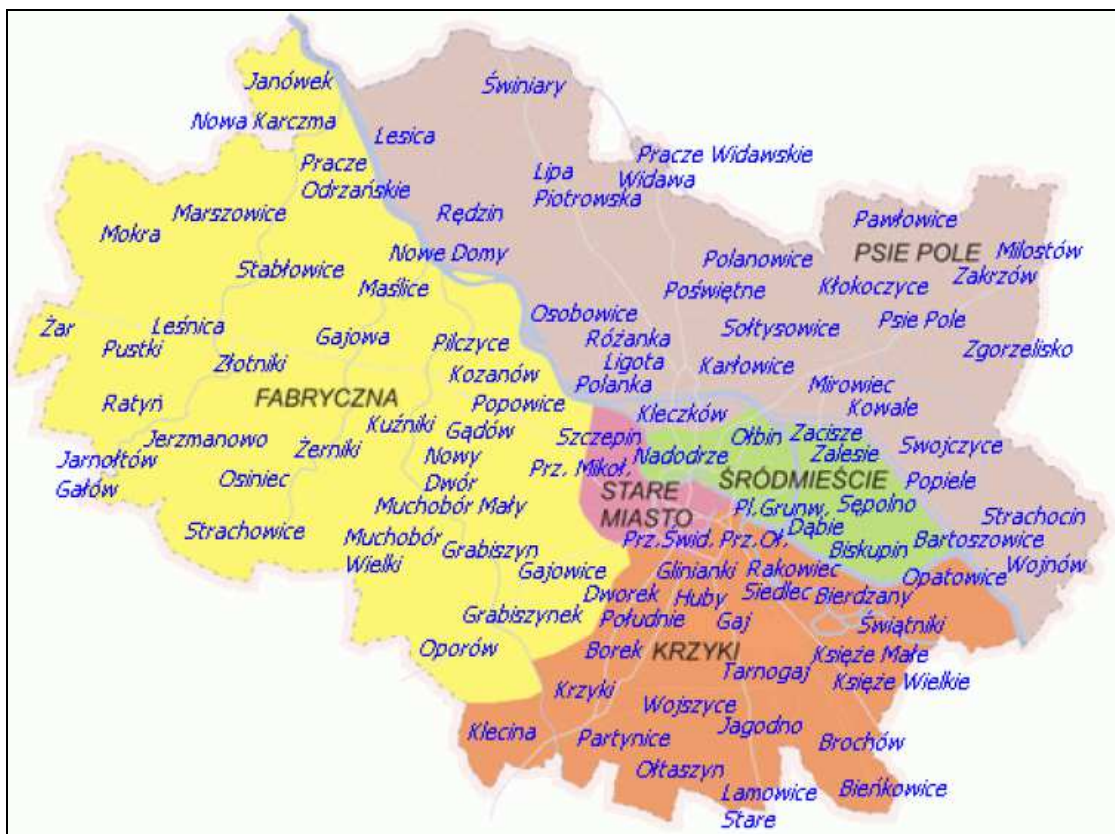 Janówek
Świniary
Nowa Karczma
Lesica
Pracze
Odrzańskie
Pracze Widawskie
Lipa
Piotrowska
Widawa
Marszowice
Mokra
Rędzin
Pawłowice
PSIE POLE
Milostów
Nowe Domy
Polanowice
Zakrzów
Stabłowice
Maślice
Poświętne
Kłokoczyce
Osobowice
Żar
Leśnica
Gajowa
Pilczyce
Różanka
Sołtysowice
Psie Pole
Pustki
Złotniki
Ligota
Karłowice
Zgorzelisko
Kozanów
Polanka
Mirowiec
FABRYCZNA
Ratyń
Popowice
Kleczków
Kowale
Kuźniki
Gądów
Szczepin
Ołbin
Zacisze
Jerzmanowo
Żerniki
Nowy
Dwór
Nadodrze
Zalesie
Swojczyce
Jarnołtów
Gałów
Osiniec
Prz. Mikoł.
ŚRÓDMIEŚCIE
Popiele
STARE
MIASTO
Muchobór Mały
Pl.Grunw.
Sępolno
Strachocin
Strachowice
Muchobór
Wielki
Dąbie
Prz.Świd.
Prz.Oł.
Biskupin
Bartoszowice
Wojnów
Grabiszyn
Gajowice
Glinianki
Rakowiec
Opatowice
Dworek
Huby
Siedlec
Bierdzany
Grabiszynek
Południe
Gaj
Świątniki
Oporów
Borek
KRZYKI
Księże Małe
Tarnogaj
Księże Wielkie
Krzyki
Wojszyce
Klecina
Partynice
Jagodno
Brochów
Ołtaszyn
Lamowice
Stare
Bieńkowice